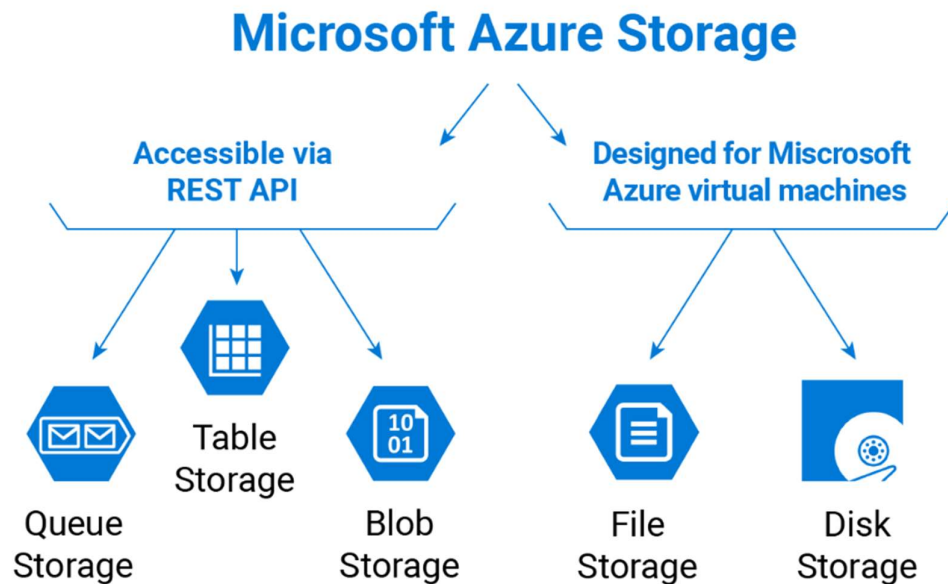 Microsoft Azure Storage
Accessible via
REST API
Designed for Miscrosoft
Azure virtual machines
Queue
Storage
Table
Storage
10
01
Blob
Storage
File
Storage
Disk
Storage